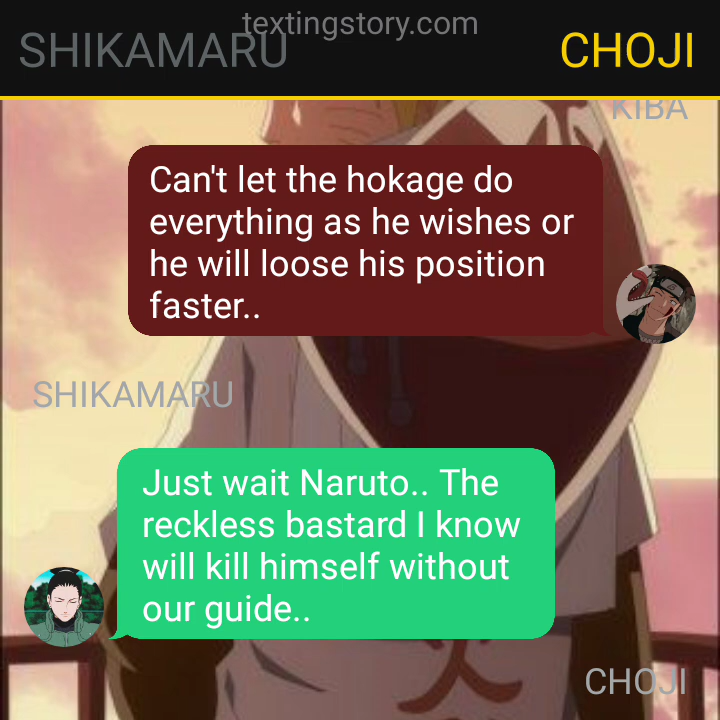 textingstory.com
SHIKAMARU
CHOJI
KIBA
Can't let the hokage do
everything as he wishes or
he will loose his position
faster..
SHIKAMARU
Just wait Naruto.. The
reckless bastard I know
will kill himself without
our guide..
CHOJI